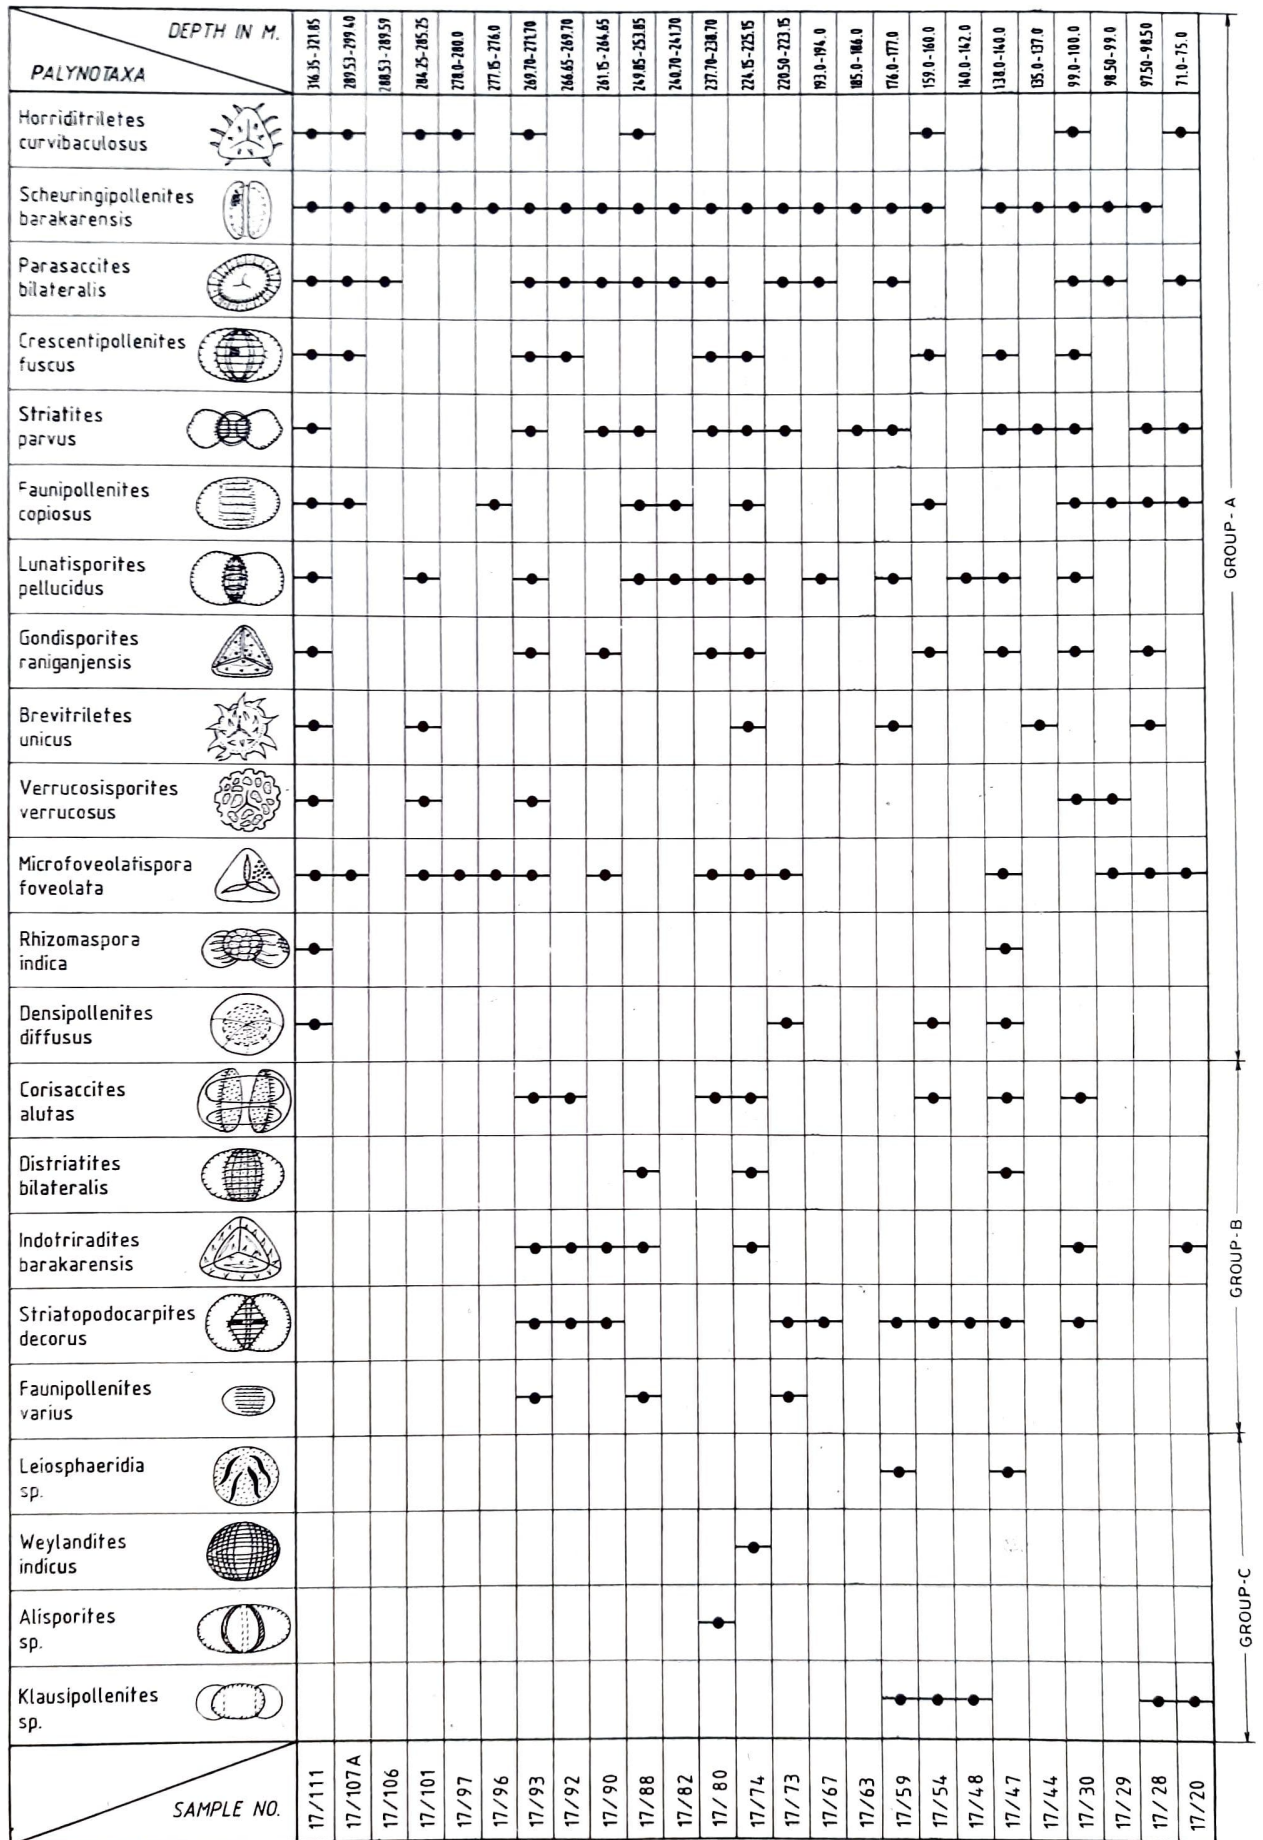 DEPTH IN M.
PALYNOTAXA
316.35-321.85
289.53-299.40
288.53-289.59
284.25-285.25
278.0-280.0
277.15-276.0
269.70-271.70
266.65-269.70
261.15-264.65
249.85-253.85
240.70-241.70
237.70-238.70
224.15-225.15
220.50-223.15
193.0-194.0
185.0-186.0
176.0-177.0
159.0-160.0
140.0-142.0
138.0-140.0
135.0-137.0
99.0-100.0
98.50-99.0
97.50-98.50
71.0-75.0
Horriditriletes
curvibaculosus
Scheuringipollenites
barakarensis
Parasaccites
bilateralis
Crescentipollenites
fuscus
Striatites
parvus
Faunipollenites
copiosus
Lunatisporites
pellucidus
Gondisporites
raniganjensis
Brevitriletes
unicus
Verrucosisporites
verrucosus
Microfoveolatispora
foveolata
Rhizomaspora
indica
Densipollenites
diffusus
GROUP-A
Corisaccites
alutas
Distriatites
bilateralis
Indotriradites
barakarensis
Striatopodocarpites
decorus
Faunipollenites
varius
GROUP-B
Leiosphaeridia
sp.
Weylandites
indicus
Alisporites
sp.
Klausipollenites
sp.
GROUP-C
SAMPLE NO.
17/111
17/107A
17/106
17/101
17/97
17/96
17/93
17/92
17/90
17/88
17/82
17/80
17/74
17/73
17/67
17/63
17/59
17/54
17/48
17/47
17/44
17/30
17/29
17/28
17/20